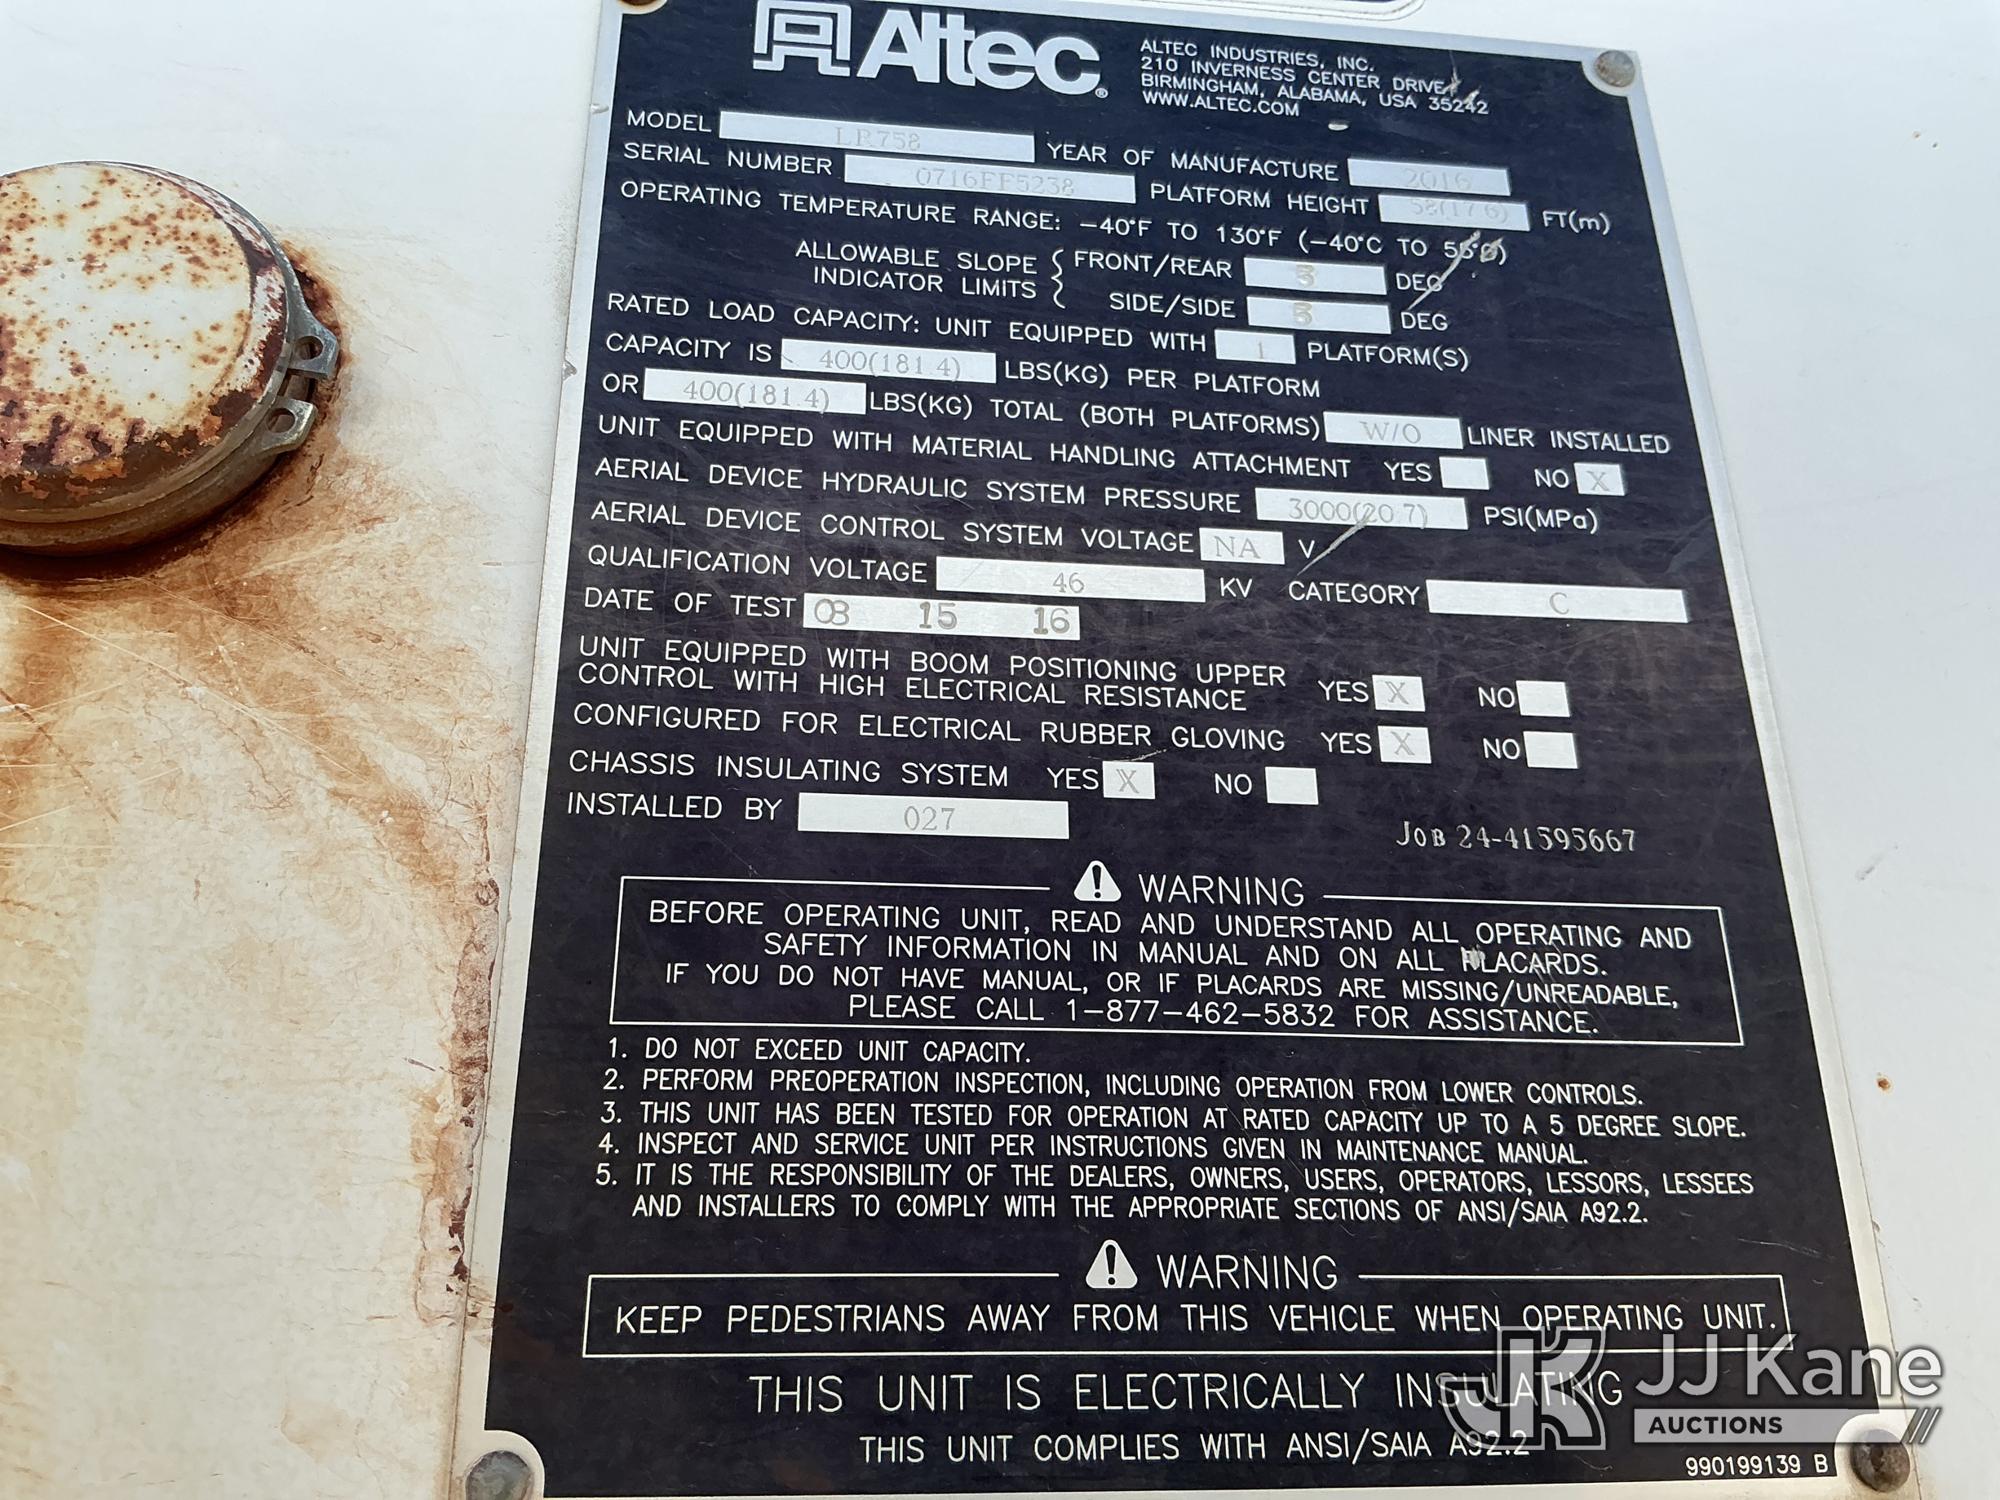 Altec®
ALTEC INDUSTRIES, INC.
210 INVERNESS CENTER DRIVE
BIRMINGHAM, ALABAMA, USA 35242
WWW.ALTEC.COM
MODEL LR758 YEAR OF MANUFACTURE 2016
SERIAL NUMBER 0716FF5238 PLATFORM HEIGHT 58(17.6) FT(m)
OPERATING TEMPERATURE RANGE: -40°F TO 130°F (-40°C TO 55°C)
ALLOWABLE SLOPE INDICATOR LIMITS { FRONT/REAR 5 DEG
SIDE/SIDE 5 DEG
RATED LOAD CAPACITY: UNIT EQUIPPED WITH 1 PLATFORM(S)
CAPACITY IS 400(181.4) LBS(KG) PER PLATFORM
OR 400(181.4) LBS(KG) TOTAL (BOTH PLATFORMS) W/O LINER INSTALLED
UNIT EQUIPPED WITH MATERIAL HANDLING ATTACHMENT YES NO X
AERIAL DEVICE HYDRAULIC SYSTEM PRESSURE 3000(20.7) PSI(MPa)
AERIAL DEVICE CONTROL SYSTEM VOLTAGE NA V
QUALIFICATION VOLTAGE 46 KV CATEGORY C
DATE OF TEST 03 15 16
UNIT EQUIPPED WITH BOOM POSITIONING UPPER
CONTROL WITH HIGH ELECTRICAL RESISTANCE YES X NO
CONFIGURED FOR ELECTRICAL RUBBER GLOVING YES X NO
CHASSIS INSULATING SYSTEM YES X NO
INSTALLED BY 027
JOB 24-41595667
WARNING
BEFORE OPERATING UNIT, READ AND UNDERSTAND ALL OPERATING AND
SAFETY INFORMATION IN MANUAL AND ON ALL PLACARDS.
IF YOU DO NOT HAVE MANUAL, OR IF PLACARDS ARE MISSING/UNREADABLE,
PLEASE CALL 1-877-462-5832 FOR ASSISTANCE.
1. DO NOT EXCEED UNIT CAPACITY.
2. PERFORM PREOPERATION INSPECTION, INCLUDING OPERATION FROM LOWER CONTROLS.
3. THIS UNIT HAS BEEN TESTED FOR OPERATION AT RATED CAPACITY UP TO A 5 DEGREE SLOPE.
4. INSPECT AND SERVICE UNIT PER INSTRUCTIONS GIVEN IN MAINTENANCE MANUAL.
5. IT IS THE RESPONSIBILITY OF THE DEALERS, OWNERS, USERS, OPERATORS, LESSORS, LESSEES
AND INSTALLERS TO COMPLY WITH THE APPROPRIATE SECTIONS OF ANSI/SAIA A92.2.
WARNING
KEEP PEDESTRIANS AWAY FROM THIS VEHICLE WHEN OPERATING UNIT.
THIS UNIT IS ELECTRICALLY INSULATING
THIS UNIT COMPLIES WITH ANSI/SAIA A92.2
990199139 B
JK JJ Kane
AUCTIONS